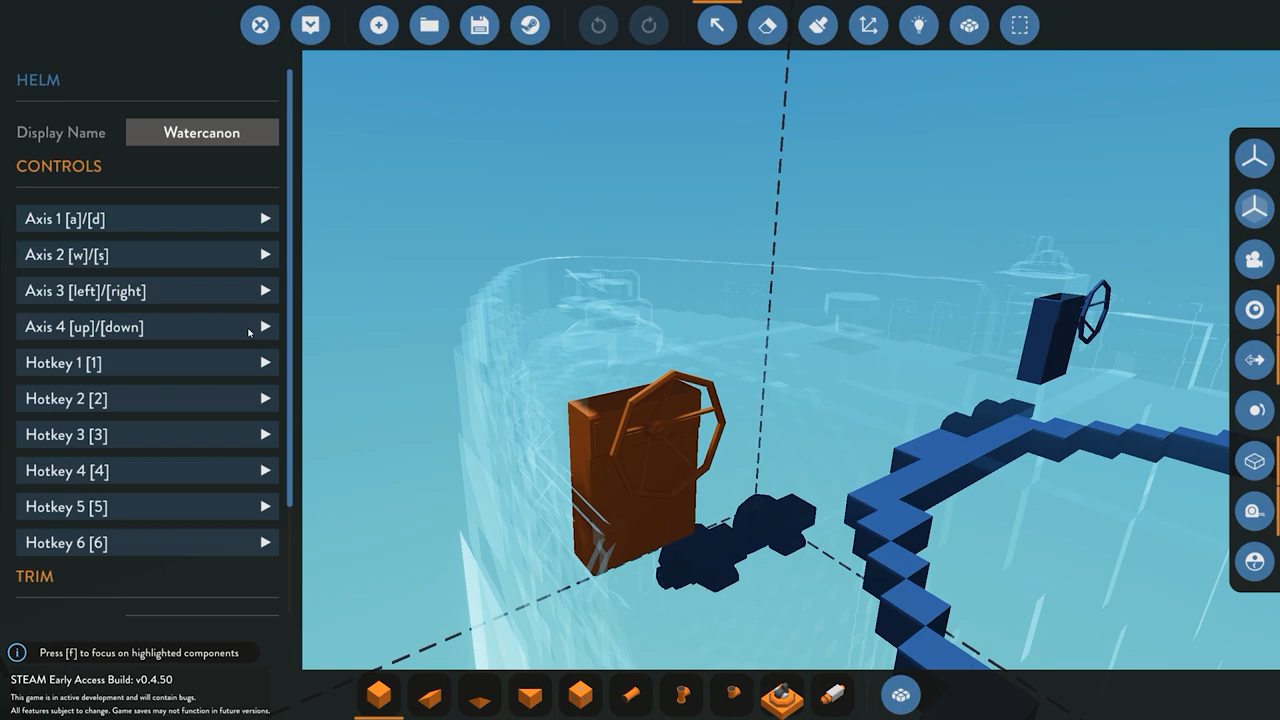 HELM
Display Name Watercanon
CONTROLS
Axis 1 [a]/[d]
Axis 2 [w]/[s]
Axis 3 [left]/[right]
Axis 4 [up]/[down]
Hotkey 1 [1]
Hotkey 2 [2]
Hotkey 3 [3]
Hotkey 4 [4]
Hotkey 5 [5]
Hotkey 6 [6]
TRIM
Press [f] to focus on highlighted components
STEAM Early Access Build: v0.4.50
This game is in active development and will contain bugs.
All features subject to change. Game saves may not function in future versions.